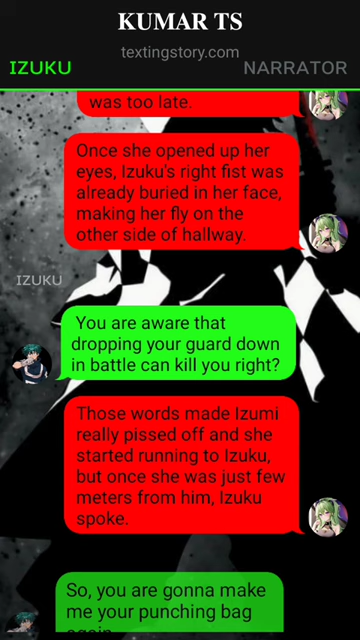 KUMAR TS
textingstory.com
IZUKU
NARRATOR
was too late.
Once she opened up her
eyes, Izuku's right fist was
already buried in her face,
making her fly on the
other side of hallway.
IZUKU
You are aware that
dropping your guard down
in battle can kill you right?
Those words made Izumi
really pissed off and she
started running to Izuku,
but once she was just few
meters from him, Izuku
spoke.
So, you are gonna make
me your punching bag
again